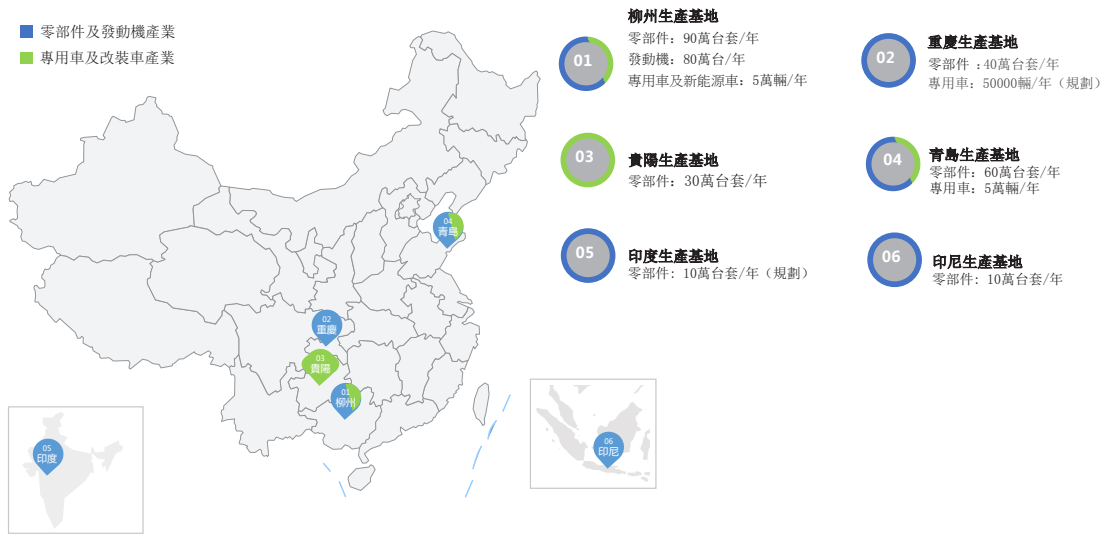 零部件及發動機產業
專用車及改裝車產業
01
柳州生產基地
零部件: 90萬台套/年
發動機: 80萬台/年
專用車及新能源車: 5萬輛/年
02
重慶生產基地
零部件 :40萬台套/年
專用車: 50000輛/年（規劃）
03
貴陽生產基地
零部件: 30萬台套/年
04
青島生產基地
零部件: 60萬台套/年
專用車: 5萬輛/年
05
印度生產基地
零部件: 10萬台套/年（規劃）
06
印尼生產基地
零部件: 10萬台套/年
04
青島
02
重慶
03
貴陽
01
柳州
05
印度
06
印尼